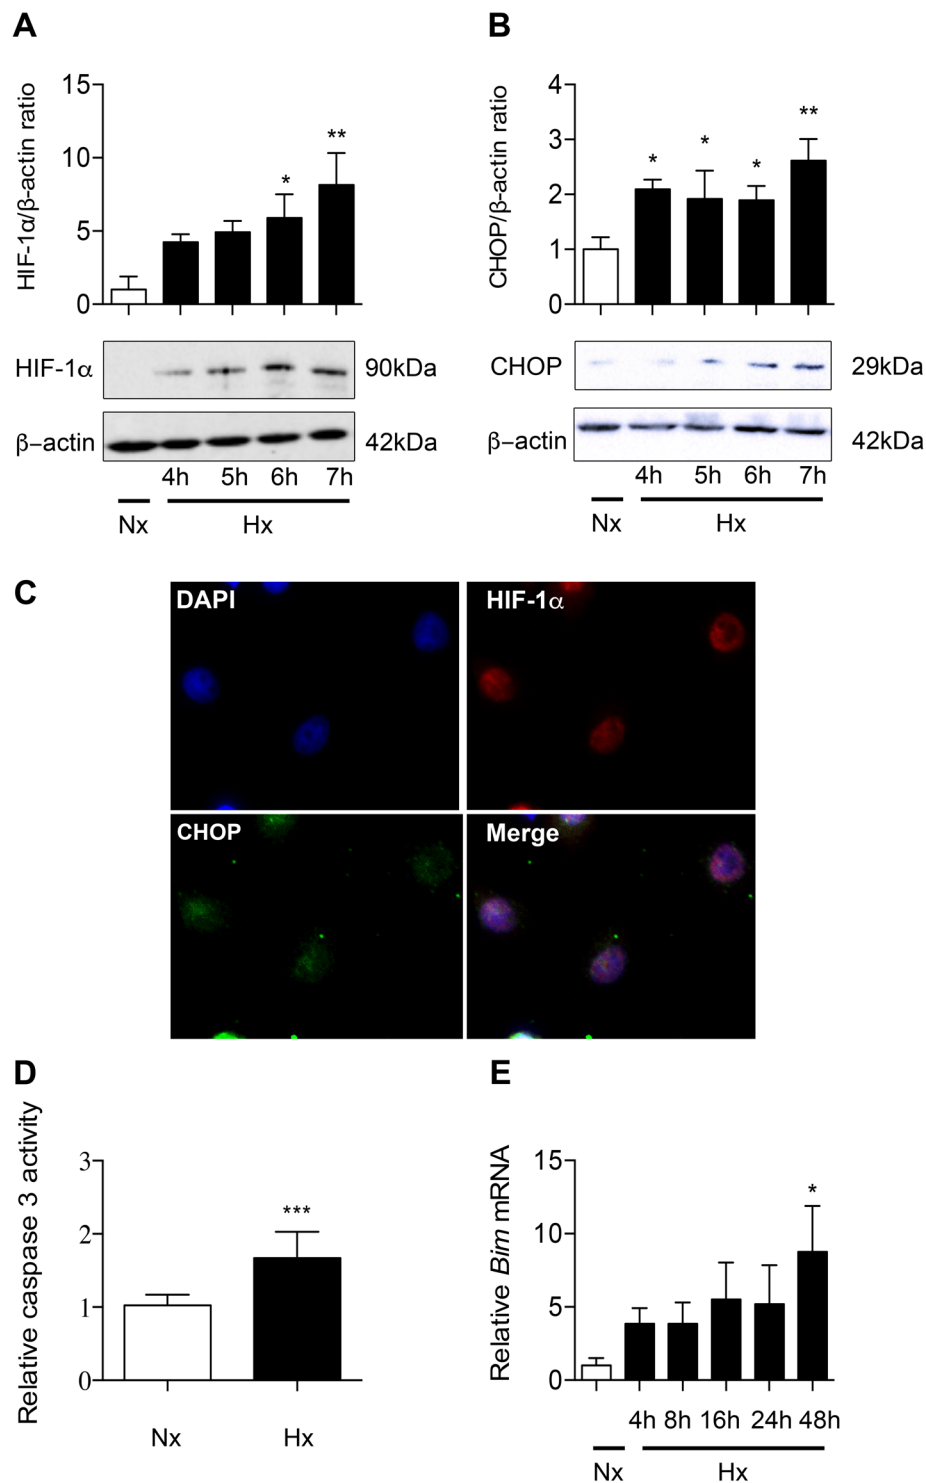 A
HIF-1α/β-actin ratio
15
10
5
0
*
**
HIF-1α
90kDa
β–actin
42kDa
4h 5h 6h 7h
Nx Hx
B
CHOP/β-actin ratio
4
3
2
1
0
*
*
*
**
CHOP
29kDa
β–actin
42kDa
4h 5h 6h 7h
Nx Hx
C
DAPI
HIF-1α
CHOP
Merge
D
Relative caspase 3 activity
3
2
1
0
***
Nx Hx
E
Relative Bim mRNA
15
10
5
0
*
4h 8h 16h 24h 48h
Nx Hx